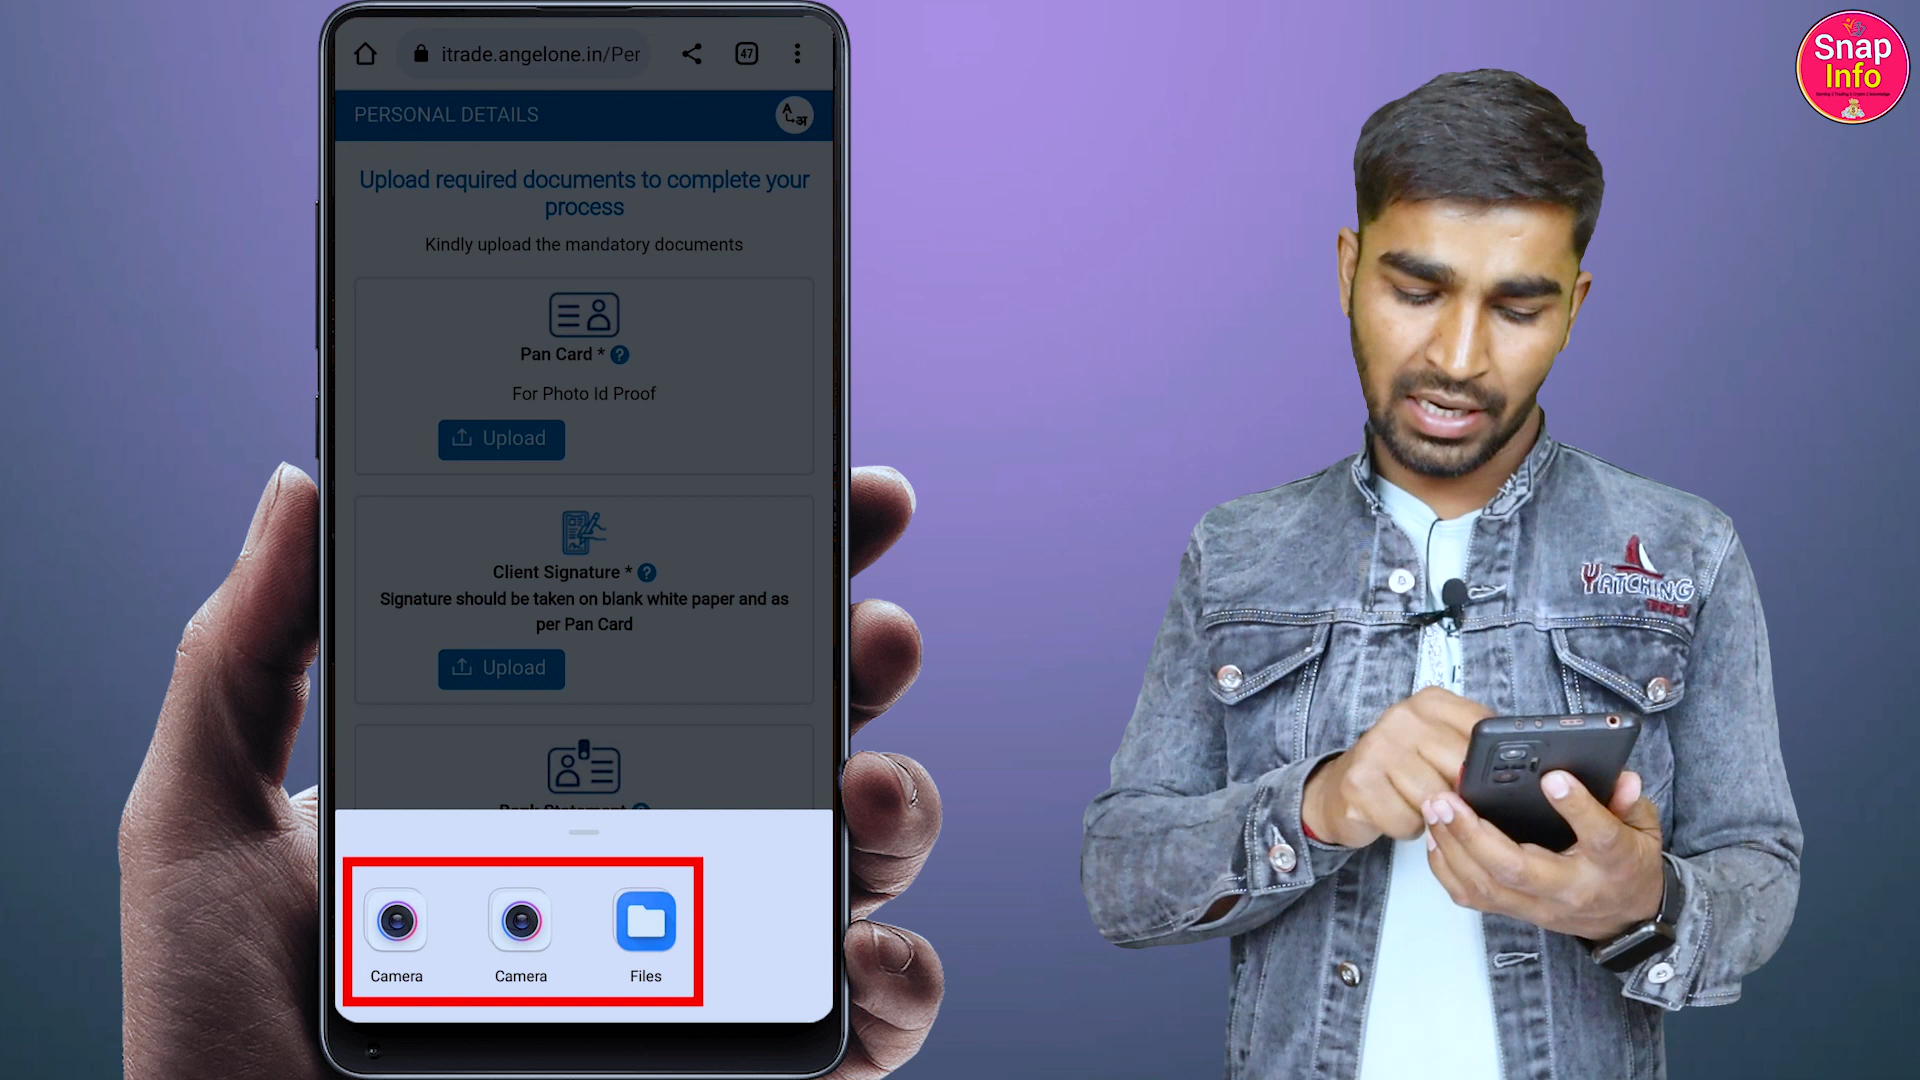 itrade.angelone.in/Per
47
PERSONAL DETAILS
A
अ
Upload required documents to complete your
process
Kindly upload the mandatory documents
Pan Card * ?
For Photo Id Proof
Upload
Client Signature * ?
Signature should be taken on blank white paper and as
per Pan Card
Upload
Camera
Camera
Files
Snap
Info
YATCHING